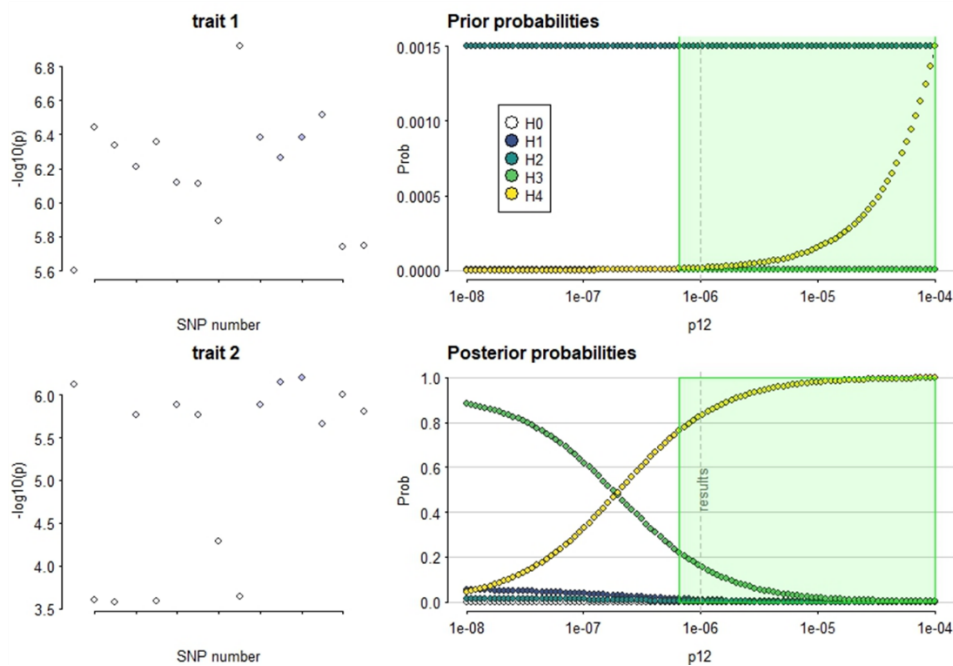 trait 1
-log10(p)
6.8
6.6
6.4
6.2
6.0
5.8
5.6
SNP number
Prior probabilities
Prob
0.0015
0.0010
0.0005
0.0000
H0
H1
H2
H3
H4
1e-08
1e-07
1e-06
1e-05
1e-04
p12
trait 2
-log10(p)
6.0
5.5
5.0
4.5
4.0
3.5
SNP number
Posterior probabilities
Prob
1.0
0.8
0.6
0.4
0.2
0.0
results
1e-08
1e-07
1e-06
1e-05
1e-04
p12